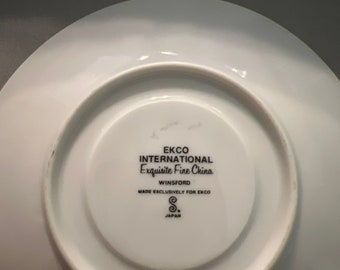 EKCO
INTERNATIONAL
Exquisite Fine China
WINSFORD
MADE EXCLUSIVELY FOR EKCO
S.
JAPAN